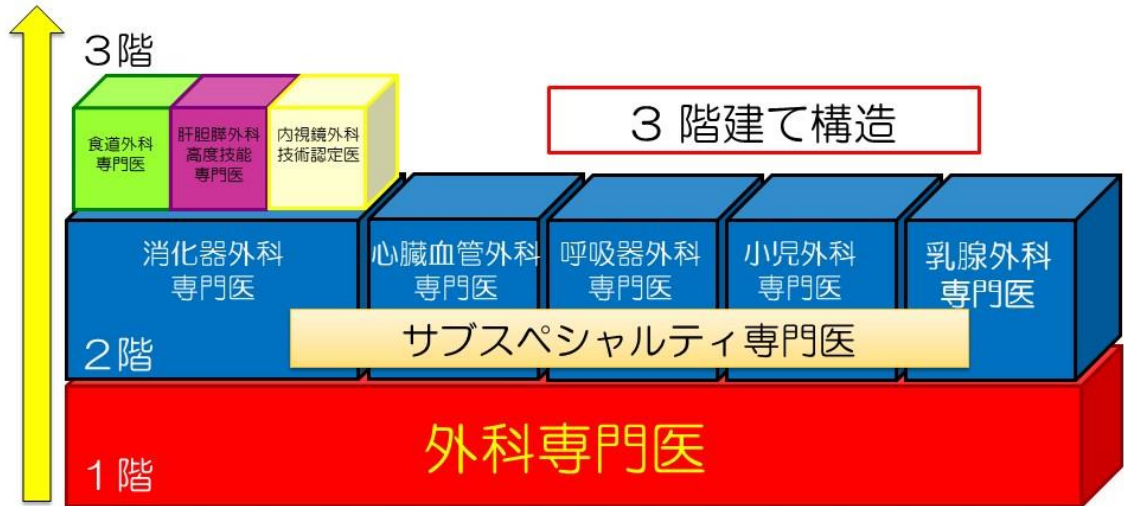 3階
3 階建て構造
食道外科
専門医
肝胆膵外科
高度技能
専門医
内視鏡外科
技術認定医
消化器外科
専門医
心臓血管外科
専門医
呼吸器外科
専門医
小児外科
専門医
乳腺外科
専門医
サブスペシャルティ専門医
2階
外科専門医
1階